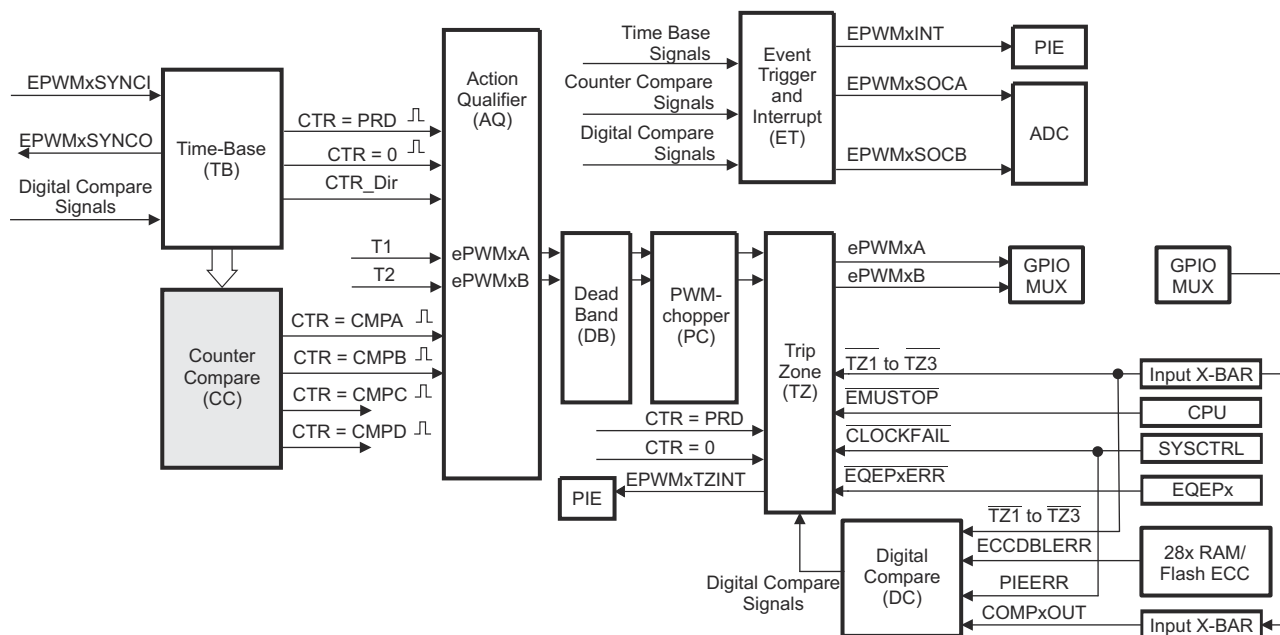 EPWMxSYNCI
EPWMxSYNCO
Digital Compare
Signals
Time-Base
(TB)
CTR = PRD
CTR = 0
CTR_Dir
T1
T2
Counter
Compare
(CC)
CTR = CMPA
CTR = CMPB
CTR = CMPC
CTR = CMPD
Action
Qualifier
(AQ)
ePWMxA
ePWMxB
Time Base
Signals
Counter Compare
Signals
Digital Compare
Signals
Event
Trigger
and
Interrupt
(ET)
EPWMxINT
EPWMxSOCA
EPWMxSOCB
PIE
ADC
Dead
Band
(DB)
PWM-
chopper
(PC)
CTR = PRD
CTR = 0
EPWMxTZINT
PIE
Trip
Zone
(TZ)
ePWMxA
ePWMxB
GPIO
MUX
GPIO
MUX
TZ1 to TZ3
Input X-BAR
EMUSTOP
CPU
CLOCKFAIL
SYSCTRL
EQEPxERR
EQEPx
Digital Compare
Signals
Digital
Compare
(DC)
TZ1 to TZ3
ECCDBLERR
28x RAM/
Flash ECC
PIEERR
COMPxOUT
Input X-BAR